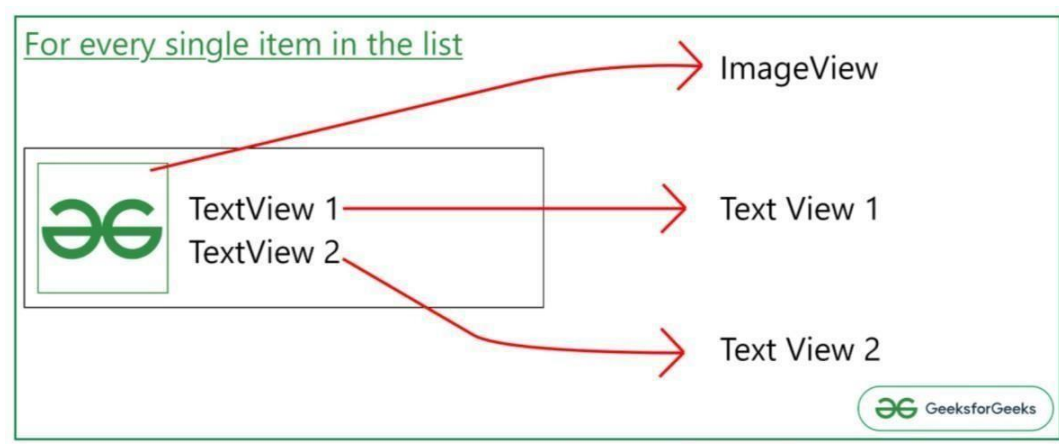 For every single item in the list
ImageView
TextView 1
Text View 1
TextView 2
Text View 2
GeeksforGeeks